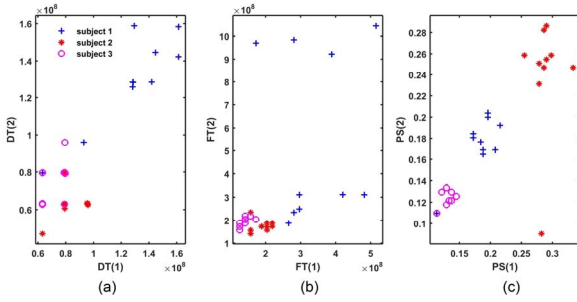 ×10⁸
1.6
1.4
1.2
1
0.8
0.6
DT(2)
subject 1
subject 2
subject 3
0.6 0.8 1 1.2 1.4 1.6
DT(1) ×10⁸
(a)
×10⁸
10
9
8
7
6
5
4
3
2
1
FT(2)
1 2 3 4 5
FT(1) ×10⁸
(b)
0.28
0.26
0.24
0.22
0.2
0.18
0.16
0.14
0.12
0.1
PS(2)
0.15 0.2 0.25 0.3
PS(1)
(c)